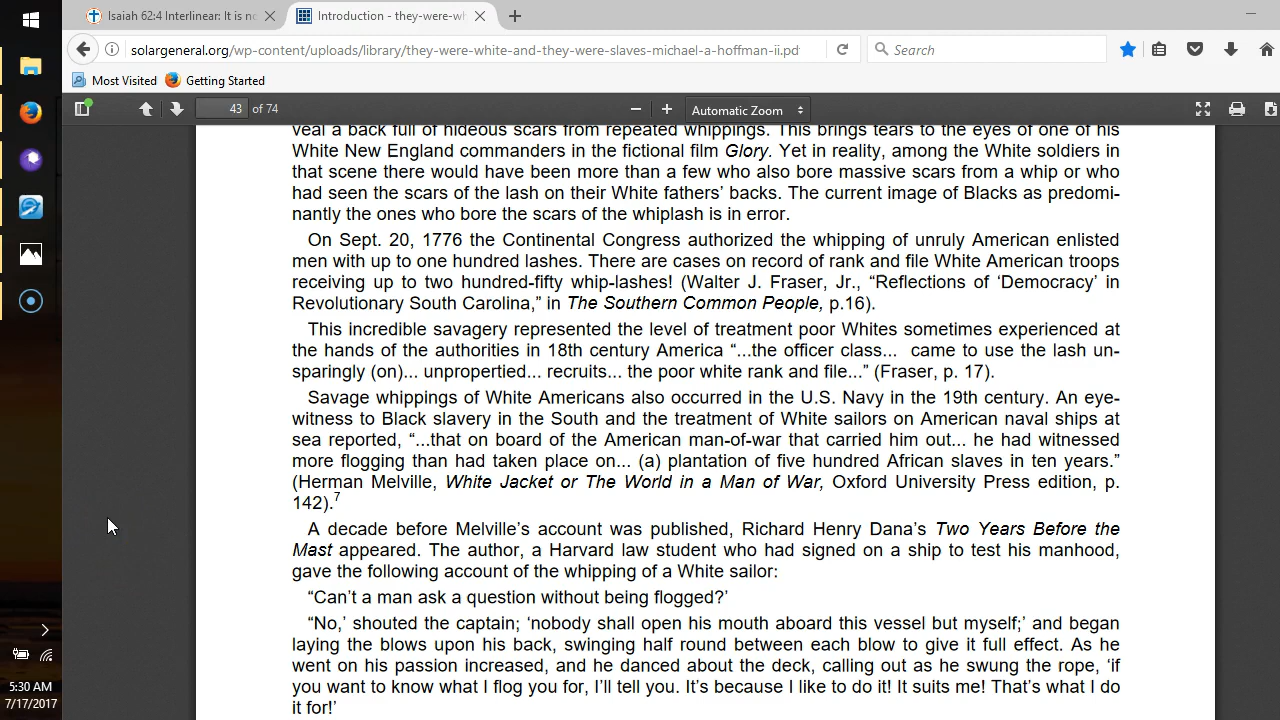 Isaiah 62:4 Interlinear: It is no
Introduction - they-were-wh
solargeneral.org/wp-content/uploads/library/they-were-white-and-they-were-slaves-michael-a-hoffman-ii.pdf
Search
Most Visited
Getting Started
43 of 74
Automatic Zoom
veal a back full of hideous scars from repeated whippings. This brings tears to the eyes of one of his
White New England commanders in the fictional film Glory. Yet in reality, among the White soldiers in
that scene there would have been more than a few who also bore massive scars from a whip or who
had seen the scars of the lash on their White fathers’ backs. The current image of Blacks as predomi-
nantly the ones who bore the scars of the whiplash is in error.
On Sept. 20, 1776 the Continental Congress authorized the whipping of unruly American enlisted
men with up to one hundred lashes. There are cases on record of rank and file White American troops
receiving up to two hundred-fifty whip-lashes! (Walter J. Fraser, Jr., “Reflections of ‘Democracy’ in
Revolutionary South Carolina,” in The Southern Common People, p.16).
This incredible savagery represented the level of treatment poor Whites sometimes experienced at
the hands of the authorities in 18th century America “...the officer class... came to use the lash un-
sparingly (on)... unpropertied... recruits... the poor white rank and file...” (Fraser, p. 17).
Savage whippings of White Americans also occurred in the U.S. Navy in the 19th century. An eye-
witness to Black slavery in the South and the treatment of White sailors on American naval ships at
sea reported, “...that on board of the American man-of-war that carried him out... he had witnessed
more flogging than had taken place on... (a) plantation of five hundred African slaves in ten years.”
(Herman Melville, White Jacket or The World in a Man of War, Oxford University Press edition, p.
142).7
A decade before Melville’s account was published, Richard Henry Dana’s Two Years Before the
Mast appeared. The author, a Harvard law student who had signed on a ship to test his manhood,
gave the following account of the whipping of a White sailor:
“Can’t a man ask a question without being flogged?’
“No,’ shouted the captain; ‘nobody shall open his mouth aboard this vessel but myself;’ and began
laying the blows upon his back, swinging half round between each blow to give it full effect. As he
went on his passion increased, and he danced about the deck, calling out as he swung the rope, ‘if
you want to know what I flog you for, I’ll tell you. It’s because I like to do it! It suits me! That’s what I do
it for!’
5:30 AM
7/17/2017